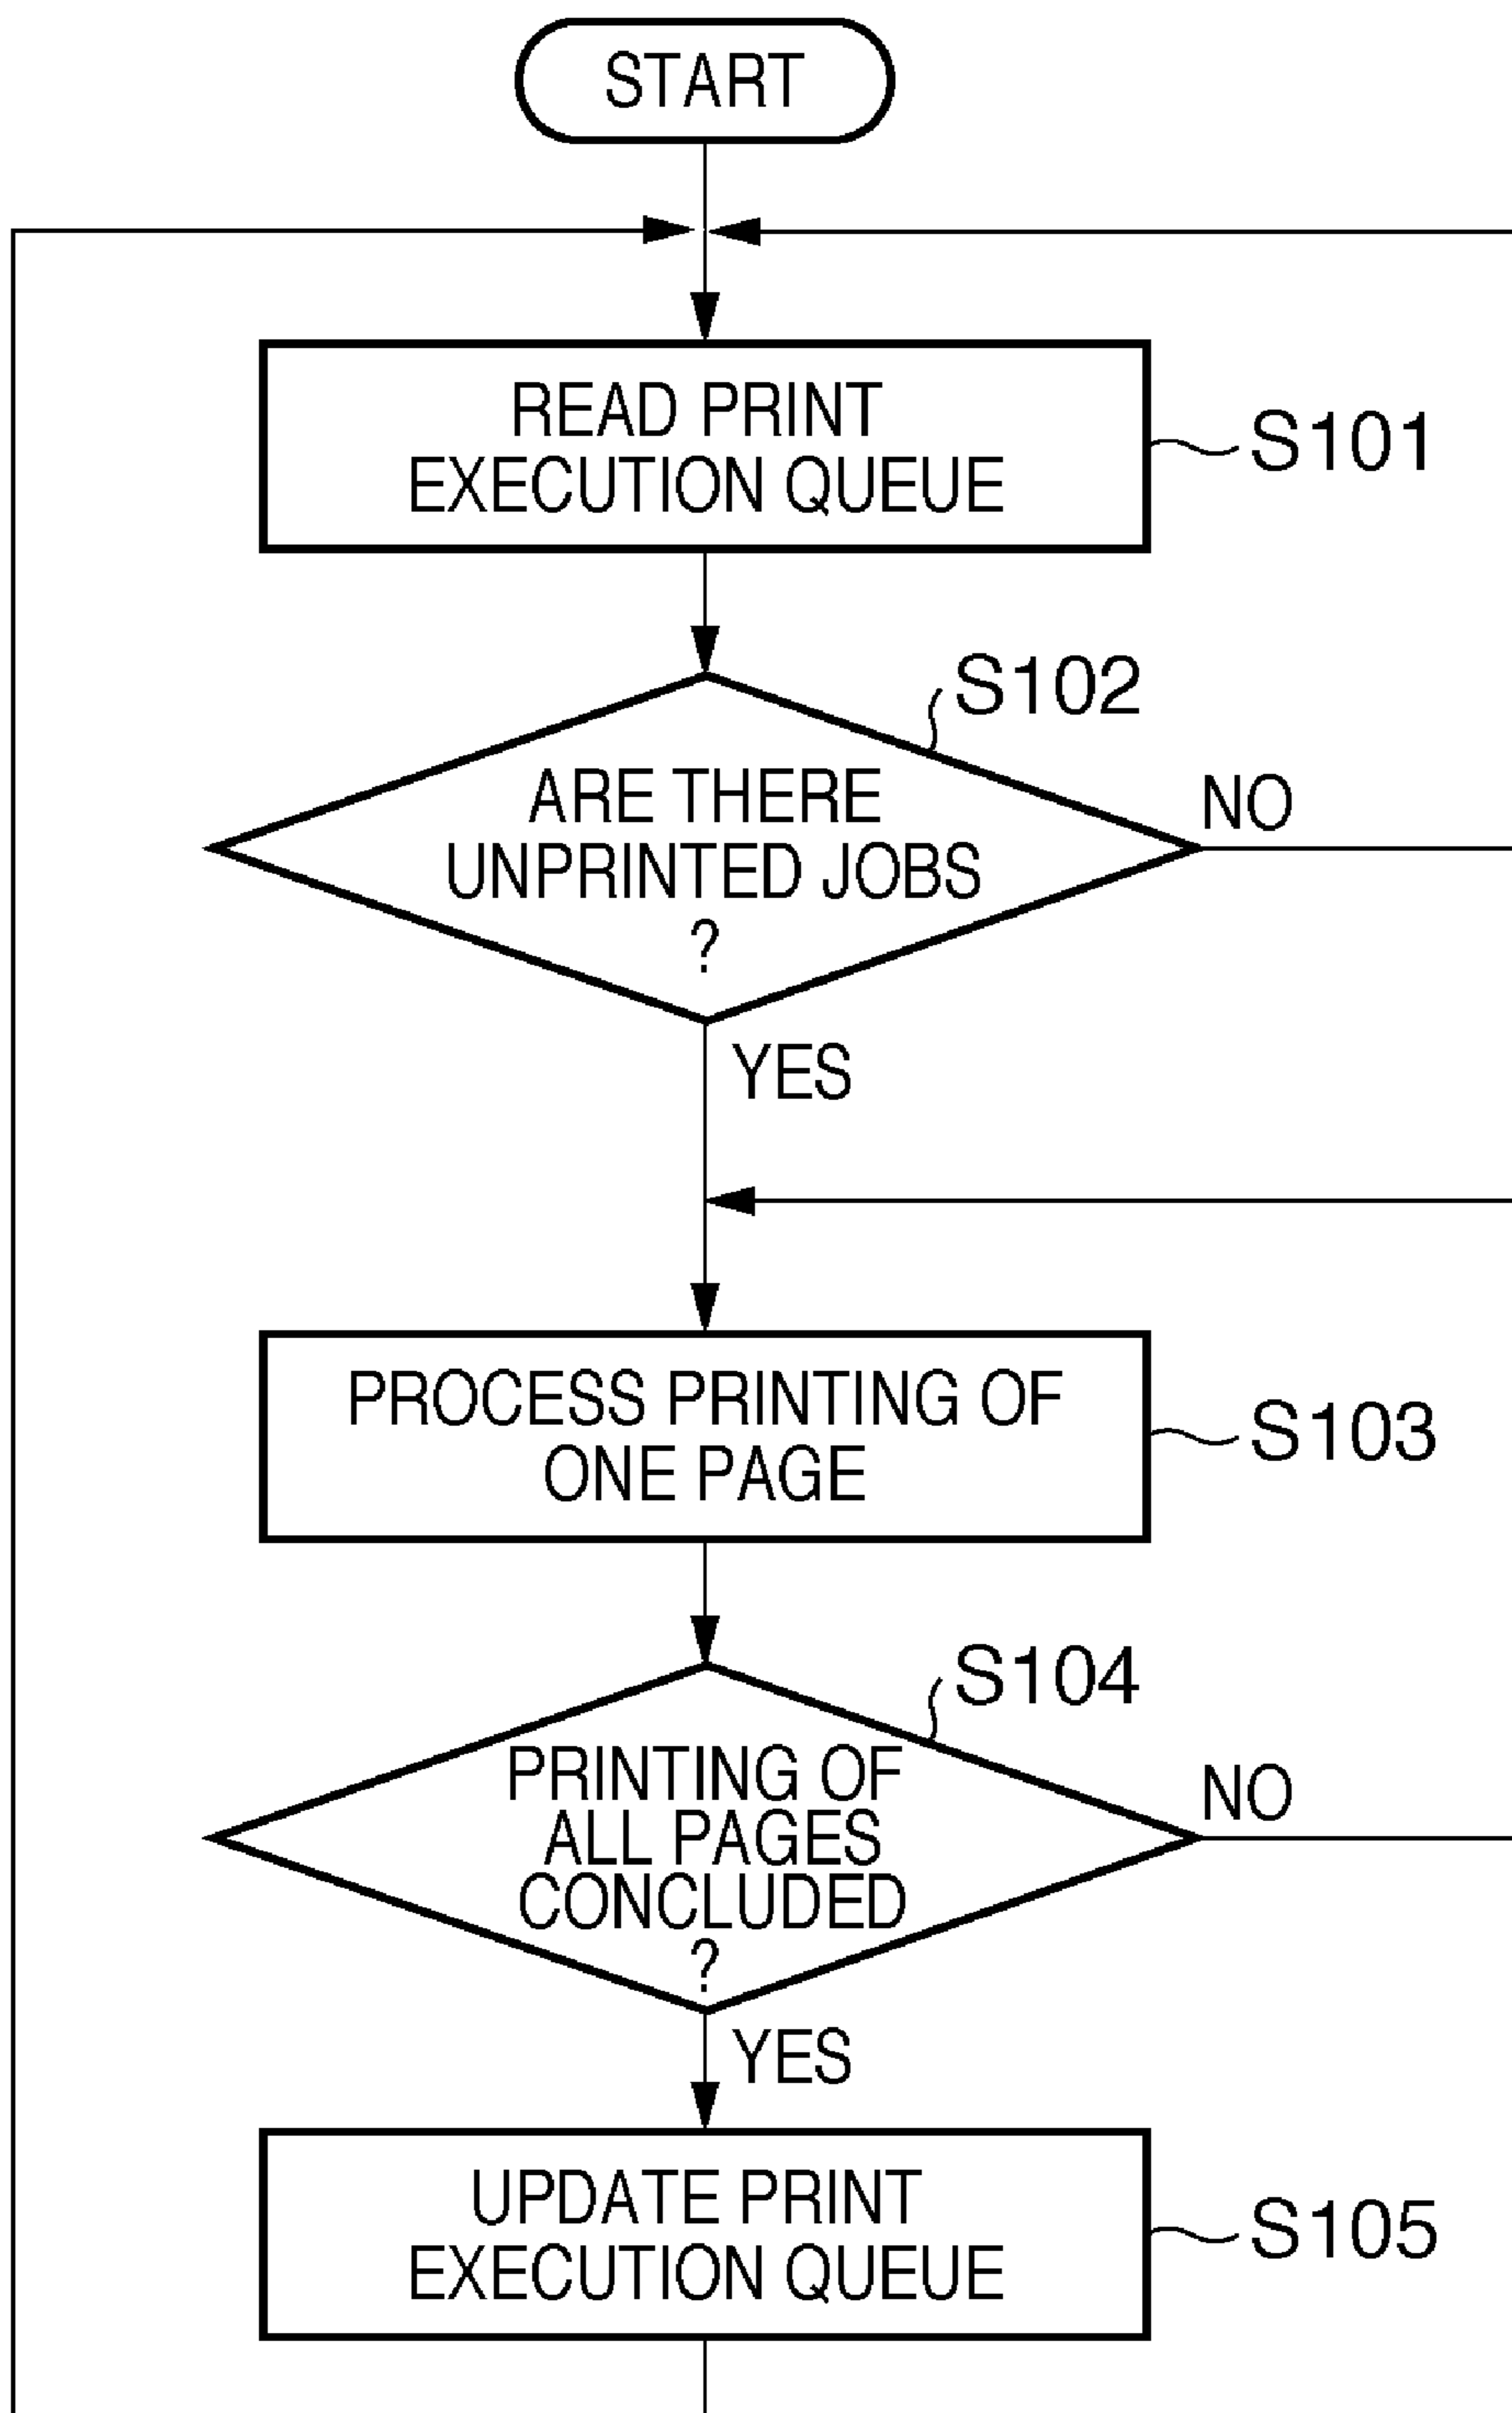 START
READ PRINT
EXECUTION QUEUE
S101
S102
ARE THERE
UNPRINTED JOBS
?
NO
YES
PROCESS PRINTING OF
ONE PAGE
S103
S104
PRINTING OF
ALL PAGES
CONCLUDED
?
NO
YES
UPDATE PRINT
EXECUTION QUEUE
S105